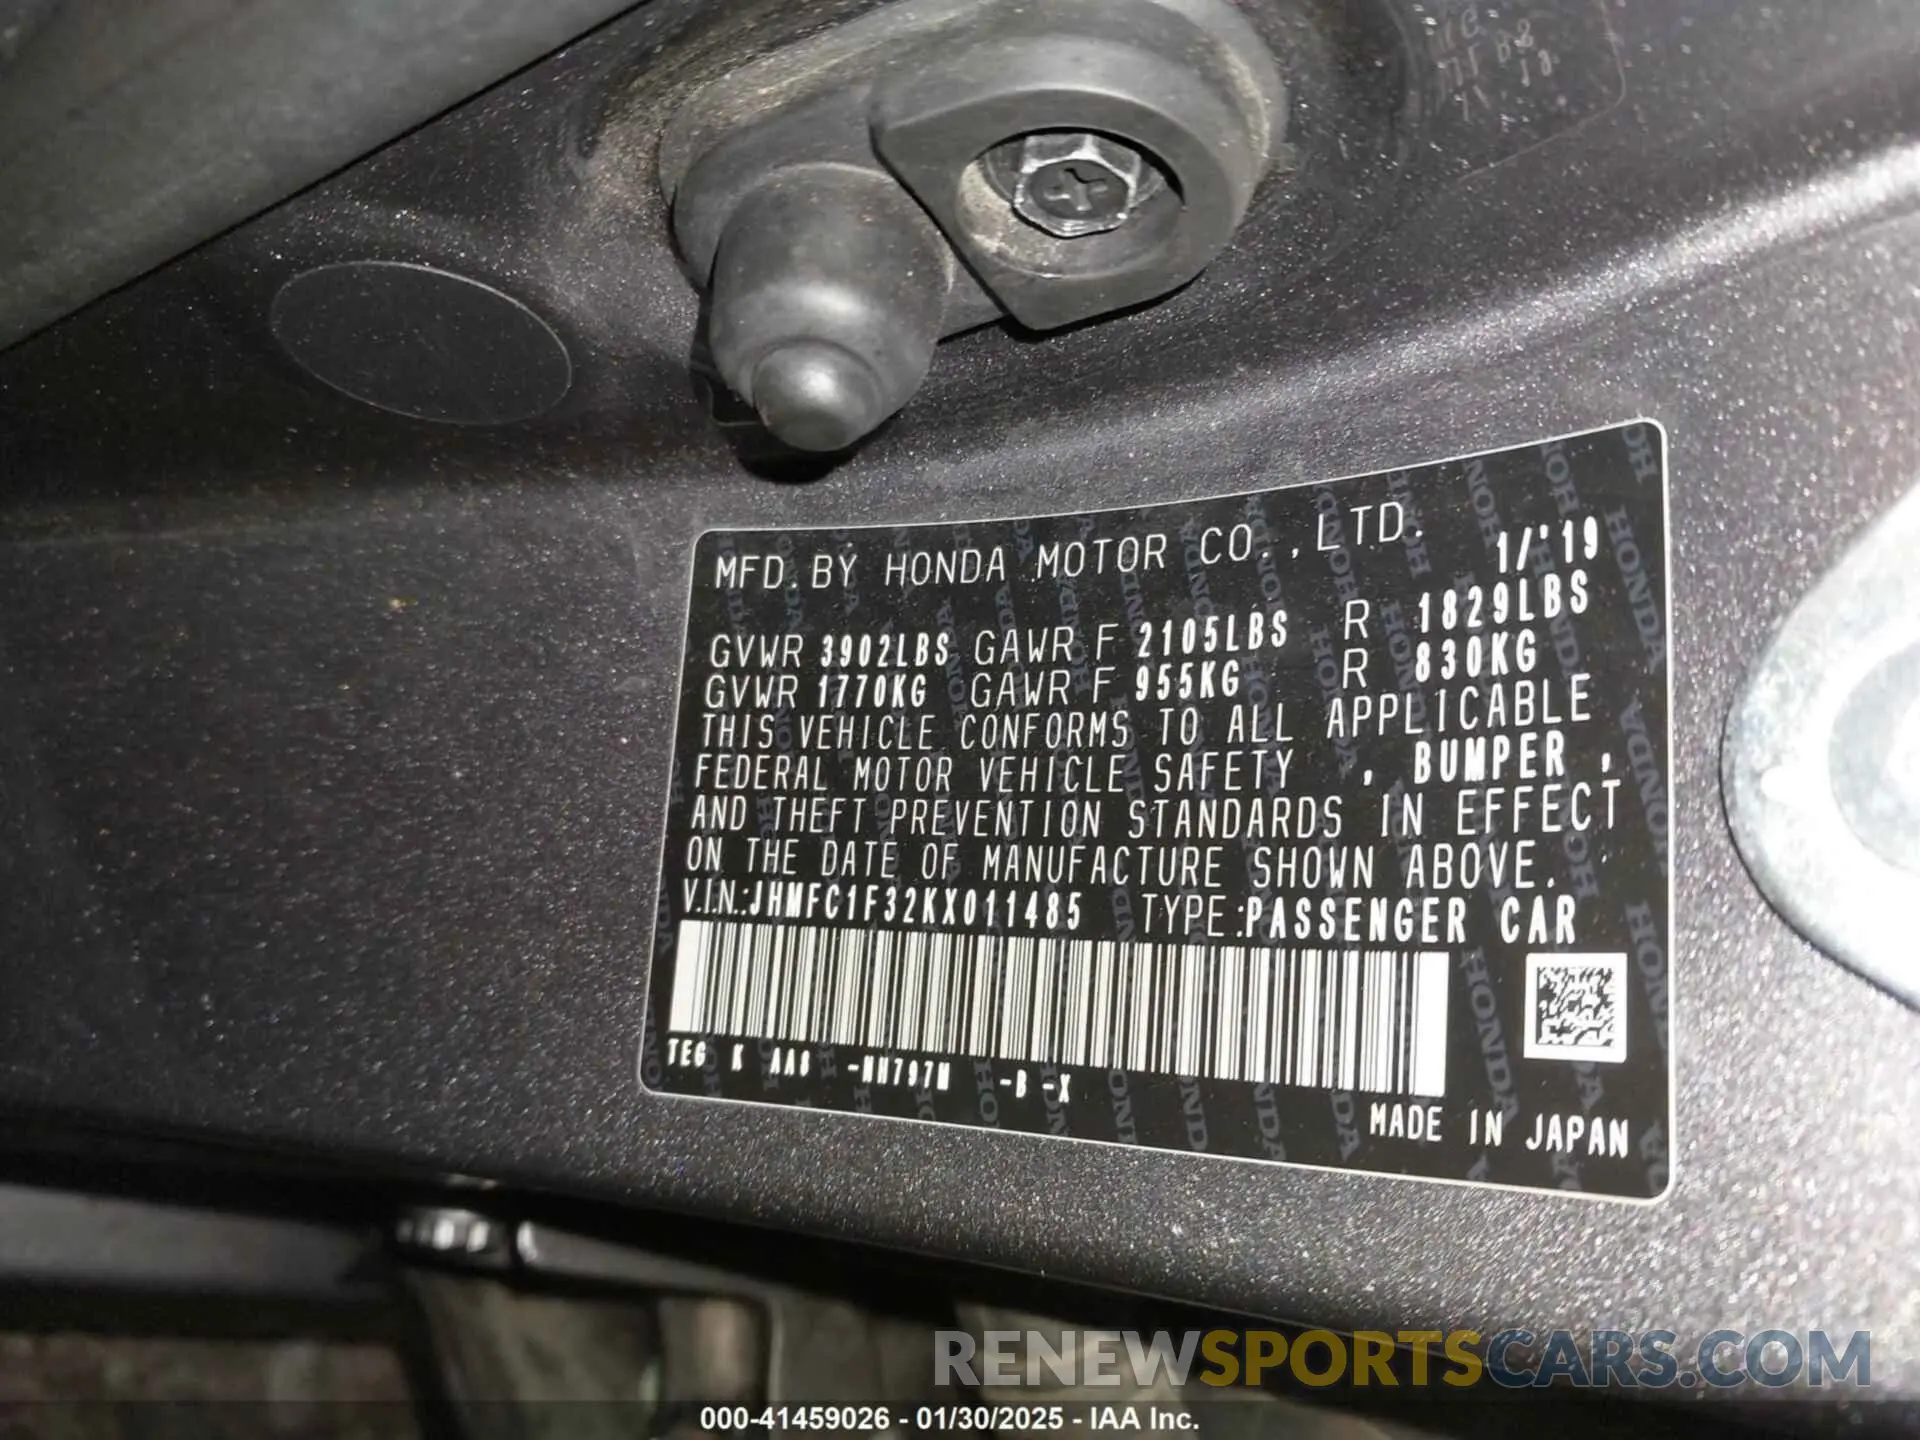 MFD. BY HONDA MOTOR CO., LTD. 1/'19
GVWR 3902LBS GAWR F 2105LBS R 1829LBS
GVWR 1770KG GAWR F 955KG R 830KG
THIS VEHICLE CONFORMS TO ALL APPLICABLE
FEDERAL MOTOR VEHICLE SAFETY , BUMPER ,
AND THEFT PREVENTION STANDARDS IN EFFECT
ON THE DATE OF MANUFACTURE SHOWN ABOVE.
V.I.N.:JHMFC1F32KX011485 TYPE:PASSENGER CAR
TEG K AA8 -NH797M -B -X
MADE IN JAPAN
RENEWSPORTSCARS.COM
000-41459026 - 01/30/2025 - IAA Inc.